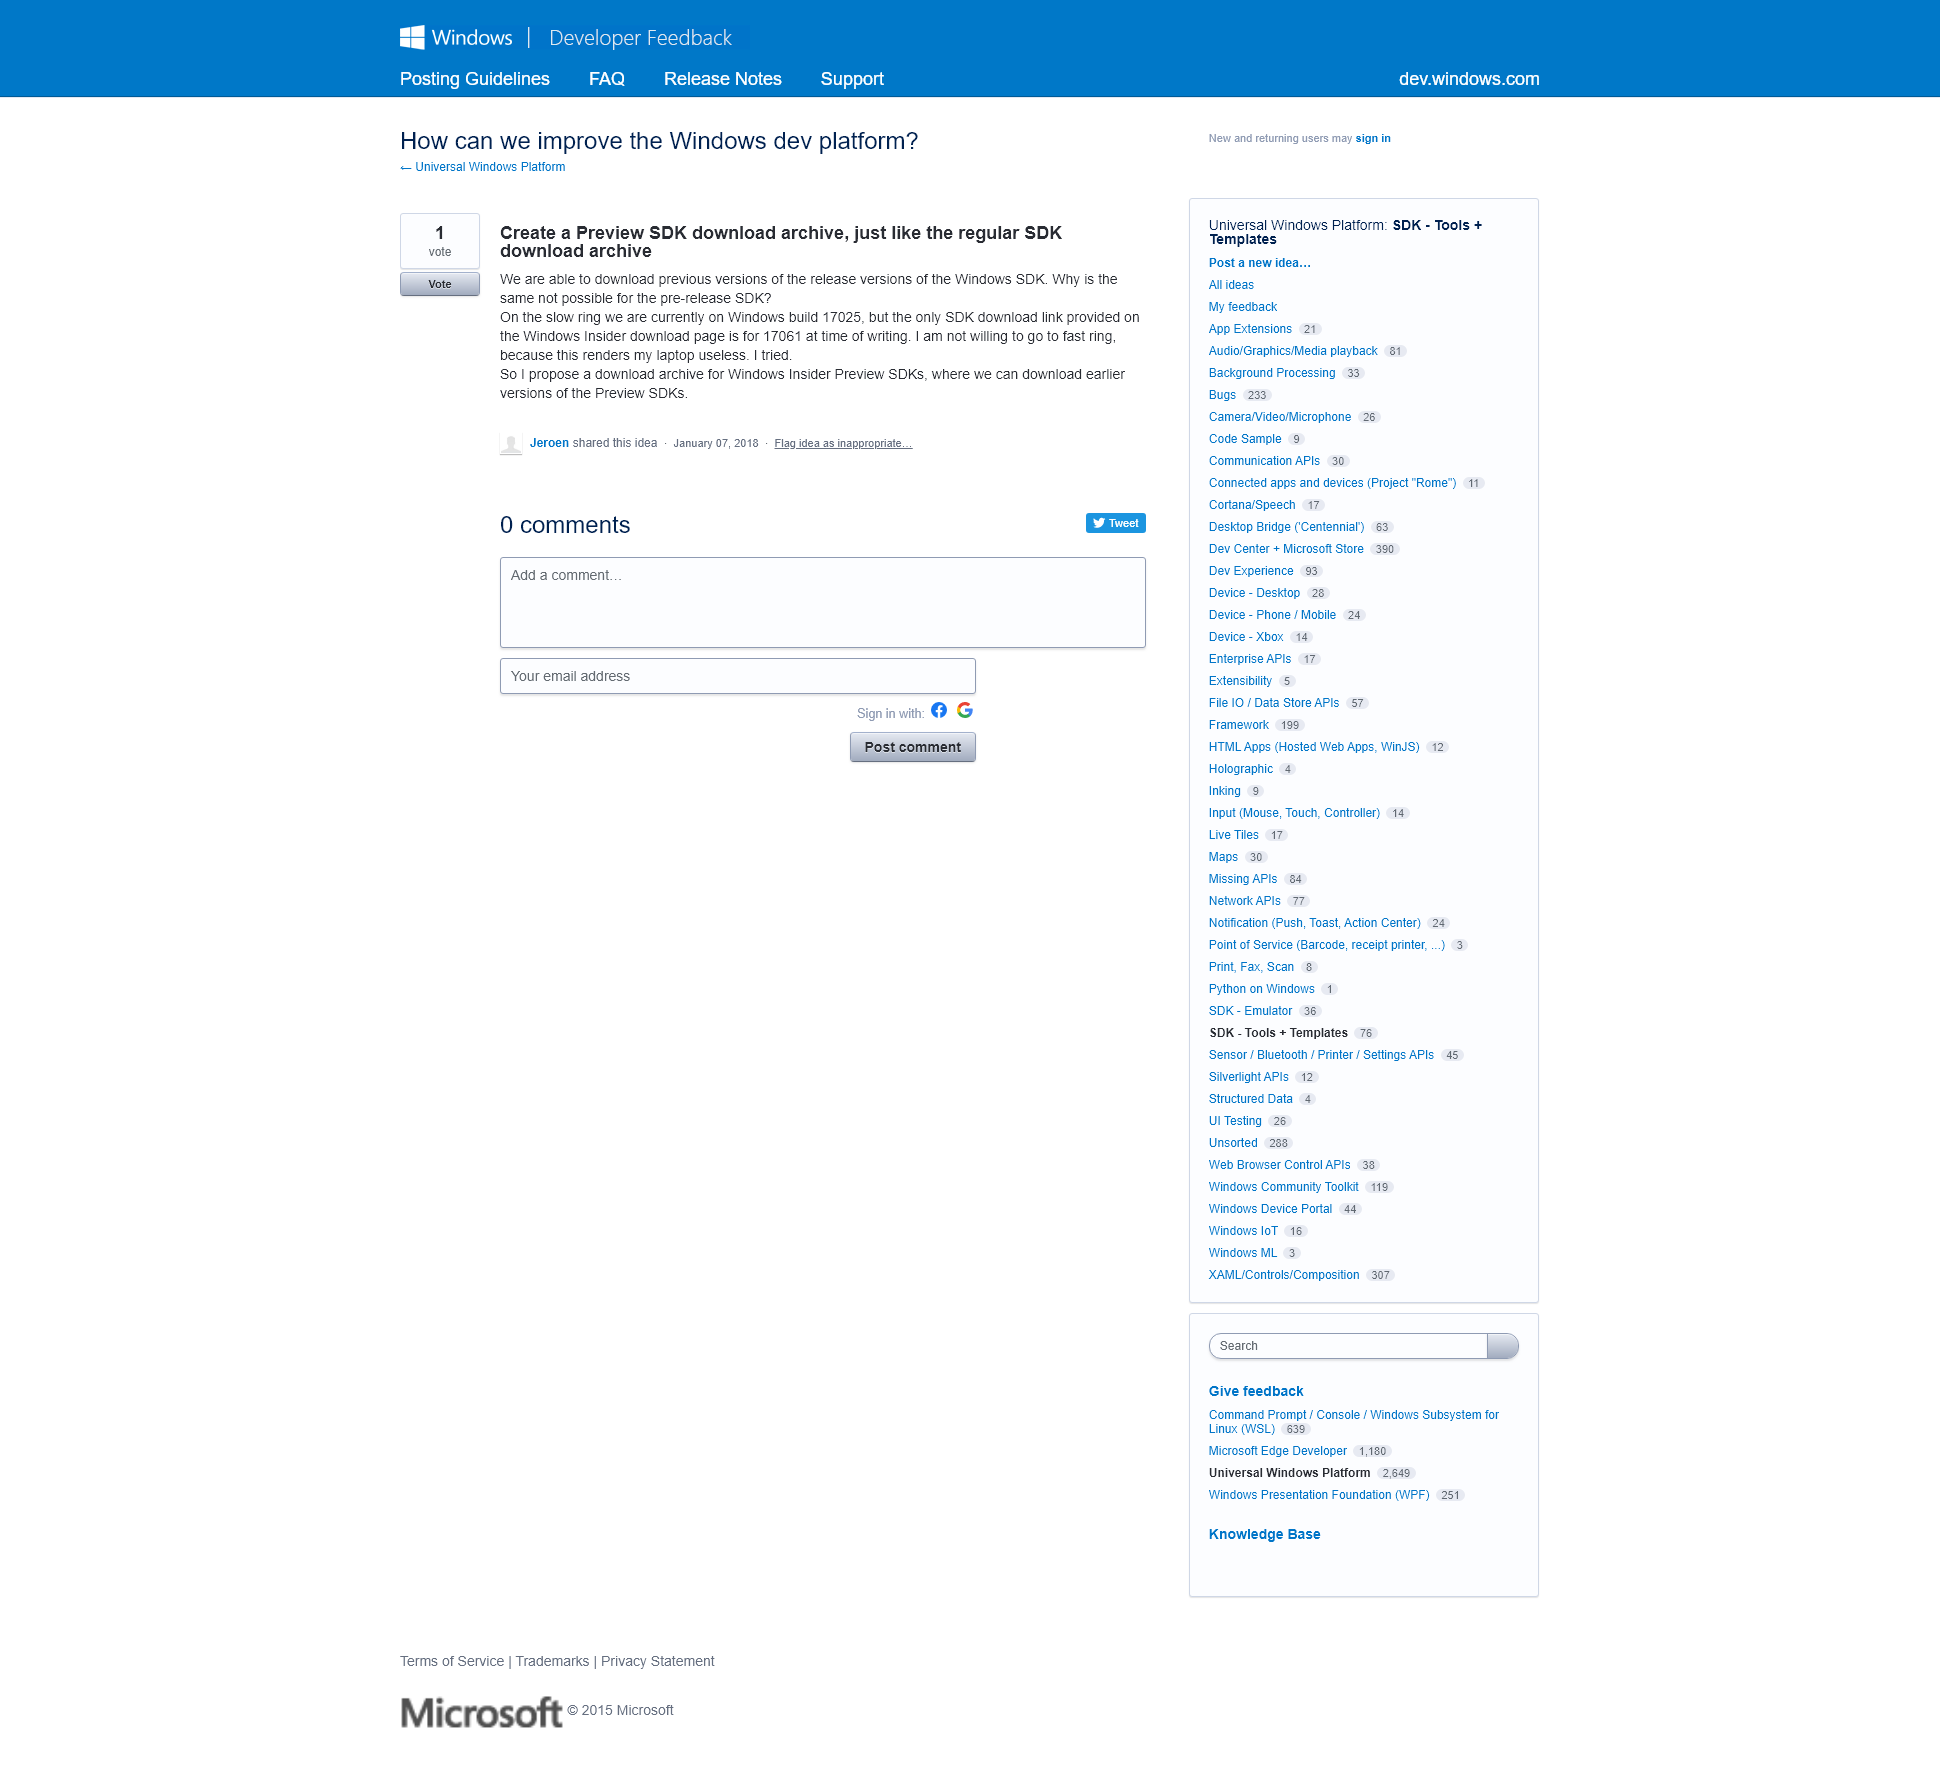 Windows | Developer Feedback
Posting Guidelines FAQ Release Notes Support dev.windows.com
How can we improve the Windows dev platform?
← Universal Windows Platform
New and returning users may sign in
1
vote
Vote
Create a Preview SDK download archive, just like the regular SDK
download archive
We are able to download previous versions of the release versions of the Windows SDK. Why is the
same not possible for the pre-release SDK?
On the slow ring we are currently on Windows build 17025, but the only SDK download link provided on
the Windows Insider download page is for 17061 at time of writing. I am not willing to go to fast ring,
because this renders my laptop useless. I tried.
So I propose a download archive for Windows Insider Preview SDKs, where we can download earlier
versions of the Preview SDKs.
Jeroen shared this idea · January 07, 2018 · Flag idea as inappropriate…
0 comments
Tweet
Add a comment…
Your email address
Sign in with:
Post comment
Universal Windows Platform: SDK - Tools +
Templates
Post a new idea…
All ideas
My feedback
App Extensions 21
Audio/Graphics/Media playback 81
Background Processing 33
Bugs 233
Camera/Video/Microphone 26
Code Sample 9
Communication APIs 30
Connected apps and devices (Project "Rome") 11
Cortana/Speech 17
Desktop Bridge ('Centennial') 63
Dev Center + Microsoft Store 390
Dev Experience 93
Device - Desktop 28
Device - Phone / Mobile 24
Device - Xbox 14
Enterprise APIs 17
Extensibility 5
File IO / Data Store APIs 57
Framework 199
HTML Apps (Hosted Web Apps, WinJS) 12
Holographic 4
Inking 9
Input (Mouse, Touch, Controller) 14
Live Tiles 17
Maps 30
Missing APIs 84
Network APIs 77
Notification (Push, Toast, Action Center) 24
Point of Service (Barcode, receipt printer, ...) 3
Print, Fax, Scan 8
Python on Windows 1
SDK - Emulator 36
SDK - Tools + Templates 76
Sensor / Bluetooth / Printer / Settings APIs 45
Silverlight APIs 12
Structured Data 4
UI Testing 26
Unsorted 288
Web Browser Control APIs 38
Windows Community Toolkit 119
Windows Device Portal 44
Windows IoT 16
Windows ML 3
XAML/Controls/Composition 307
Search
Give feedback
Command Prompt / Console / Windows Subsystem for
Linux (WSL) 639
Microsoft Edge Developer 1,180
Universal Windows Platform 2,649
Windows Presentation Foundation (WPF) 251
Knowledge Base
Terms of Service | Trademarks | Privacy Statement
Microsoft © 2015 Microsoft